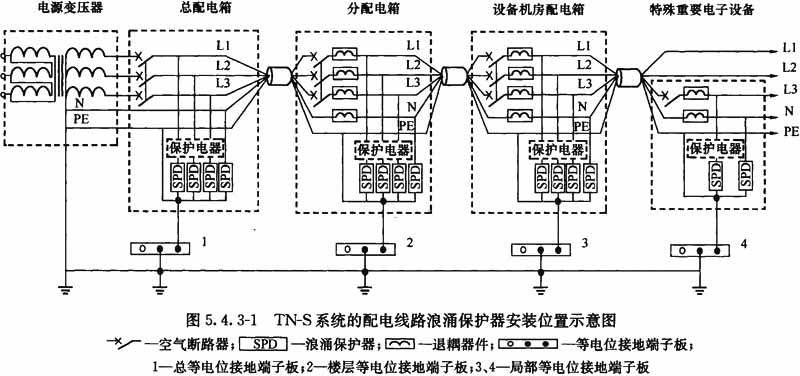 电源变压器 总配电箱 分配电箱 设备机房配电箱 特殊重要电子设备
L1 L1 L1 L1
L2 L2 L2 L2
L3 L3 L3 L3
N N N N
PE PE PE PE
保护电器 保护电器 保护电器 保护电器
SPD SPD SPD SPD SPD SPD SPD SPD SPD SPD SPD SPD SPD SPD
1 2 3 4
图 5.4.3-1 TN-S 系统的配电线路浪涌保护器安装位置示意图
—空气断路器; SPD —浪涌保护器; —退耦器件; —等电位接地端子板;
1—总等电位接地端子板;2—楼层等电位接地端子板;3、4—局部等电位接地端子板